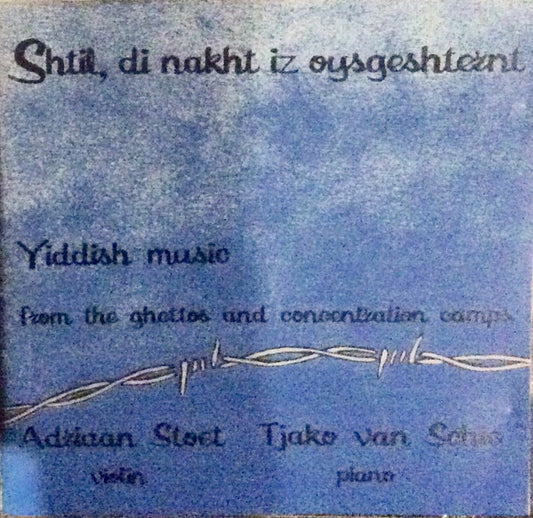 Shtil, di nakht iz oysgeshternt
Yiddish music
from the ghettos and concentration camps
Adriaan Stoet Tjako van Schie
violin piano